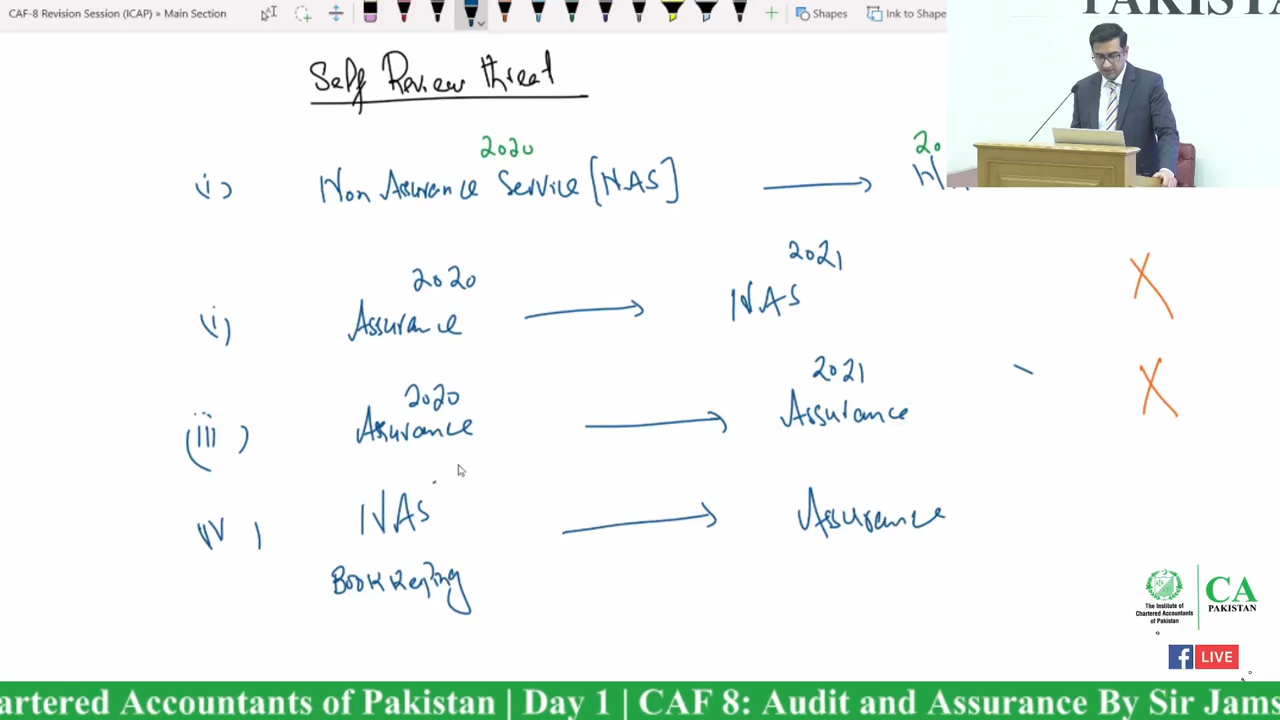 CAF-8 Revision Session (ICAP) » Main Section
Shapes
Ink to Shape
PAKISTAN
Self Review threat
2020
20
(i) Non Assurance Service [NAS]
2020
2021
(i) Assurance NAS X
2020
2021
(iii) Assurance Assurance X
iv) NAS Assurance
Book Keeping
The Institute of
Chartered Accountants
of Pakistan
CA
PAKISTAN
f LIVE
artered Accountants of Pakistan | Day 1 | CAF 8: Audit and Assurance By Sir Jams